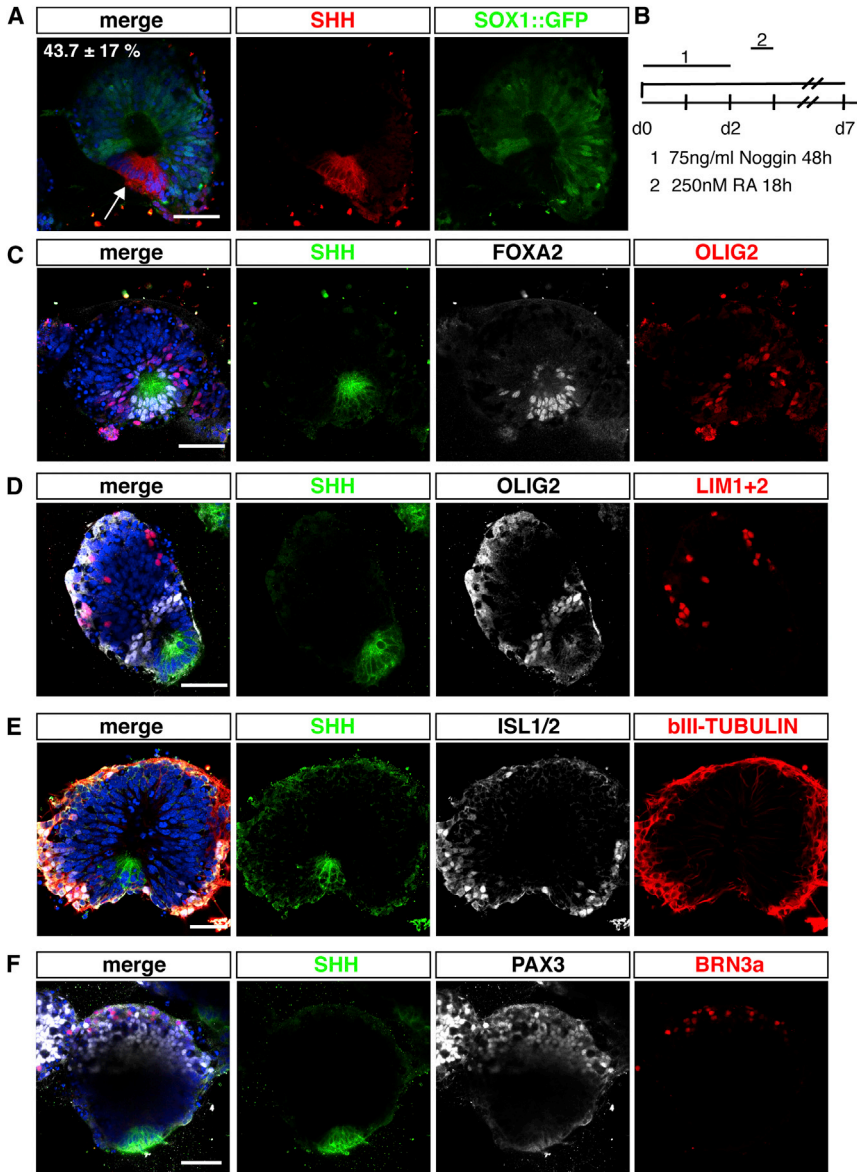 A
merge
SHH
SOX1::GFP
43.7 ± 17 %
B
1
2
d0
d2
d7
1 75ng/ml Noggin 48h
2 250nM RA 18h
C
merge
SHH
FOXA2
OLIG2
D
merge
SHH
OLIG2
LIM1+2
E
merge
SHH
ISL1/2
bIII-TUBULIN
F
merge
SHH
PAX3
BRN3a